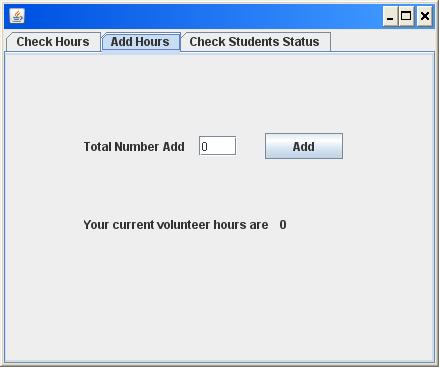 Check Hours Add Hours Check Students Status
Total Number Add 0 Add
Your current volunteer hours are 0